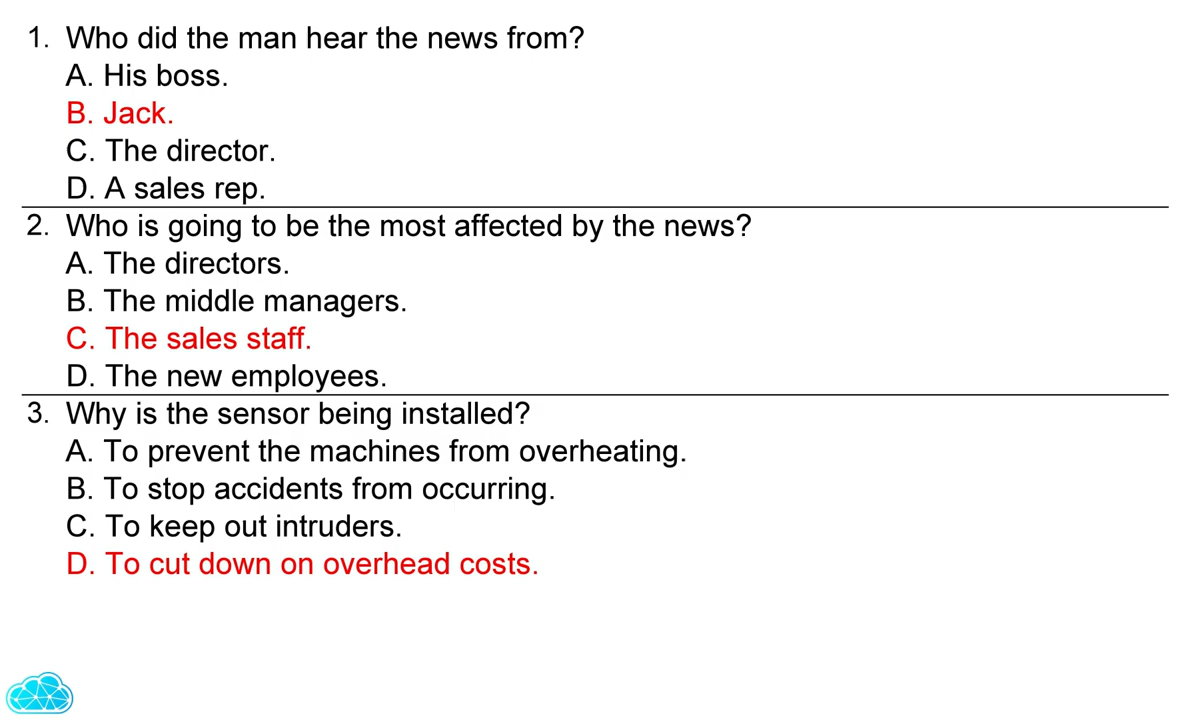 1. Who did the man hear the news from?
A. His boss.
B. Jack.
C. The director.
D. A sales rep.
2. Who is going to be the most affected by the news?
A. The directors.
B. The middle managers.
C. The sales staff.
D. The new employees.
3. Why is the sensor being installed?
A. To prevent the machines from overheating.
B. To stop accidents from occurring.
C. To keep out intruders.
D. To cut down on overhead costs.